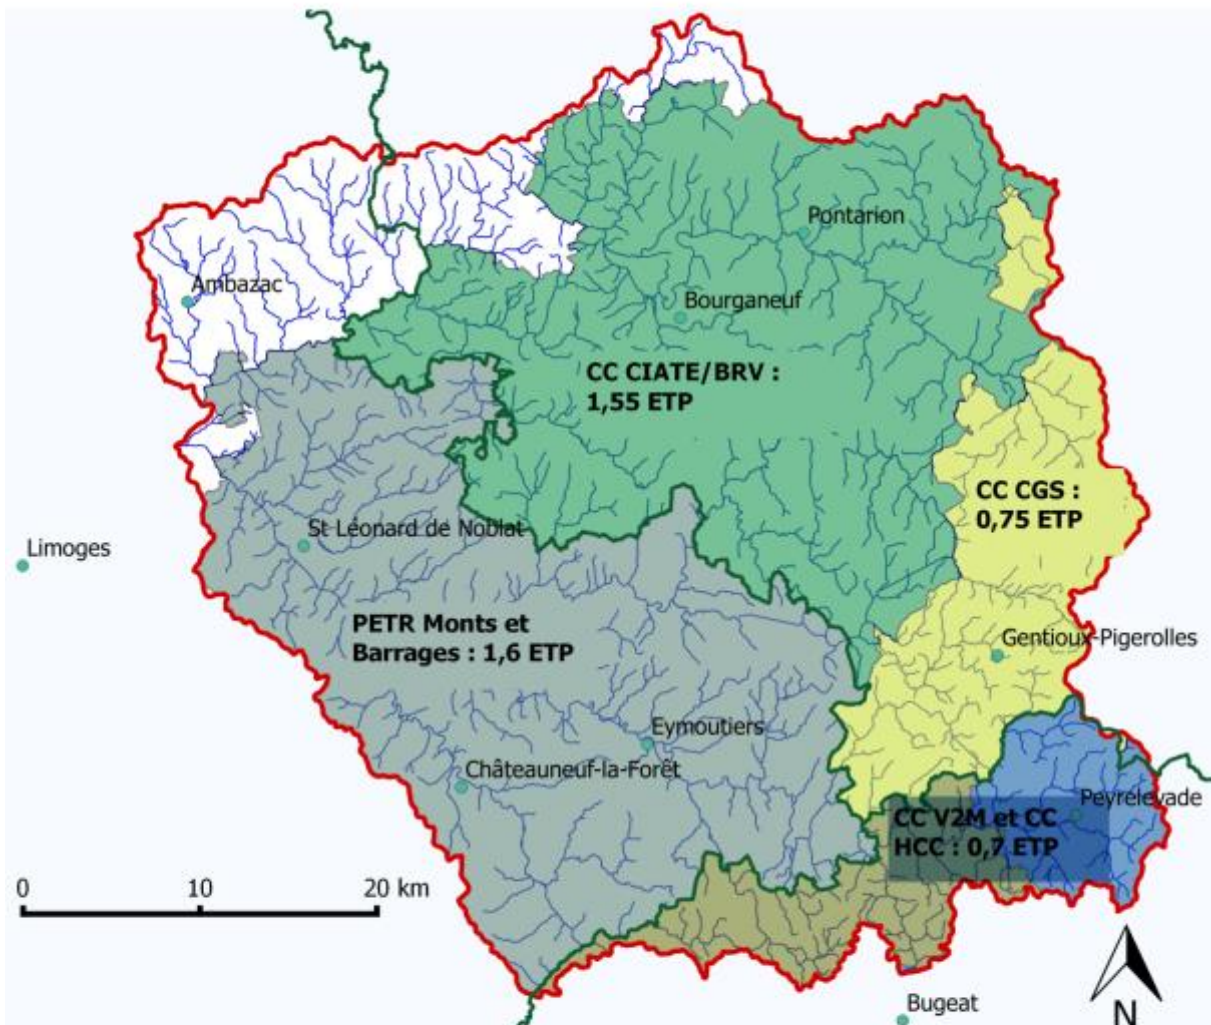 Pontarion
Ambazac
Bourganeuf
CC CIATE/BRV :
1,55 ETP
CC CGS :
0,75 ETP
St Léonard de Noblat
Limoges
PETR Monts et
Barrages : 1,6 ETP
Gentioux-Pigerolles
Eymoutiers
Châteauneuf-la-Forêt
Peyrelevade
CC V2M et CC
HCC : 0,7 ETP
0 10 20 km
Bugeat
N